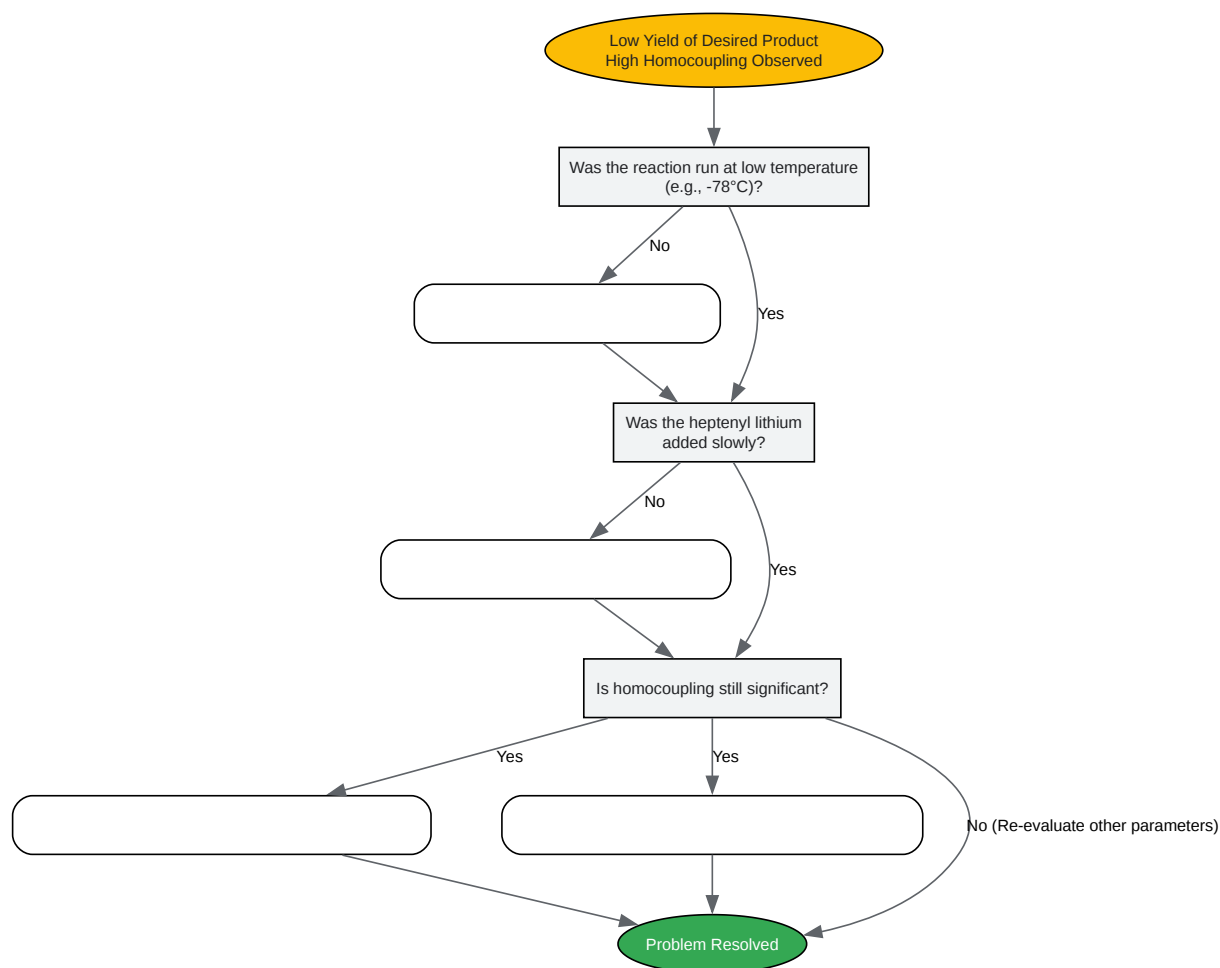 Low Yield of Desired Product
High Homocoupling Observed
Was the reaction run at low temperature
(e.g., -78°C)?
No
Yes
Was the heptenyl lithium
added slowly?
No
Yes
Is homocoupling still significant?
Yes
Yes
No (Re-evaluate other parameters)
Problem Resolved